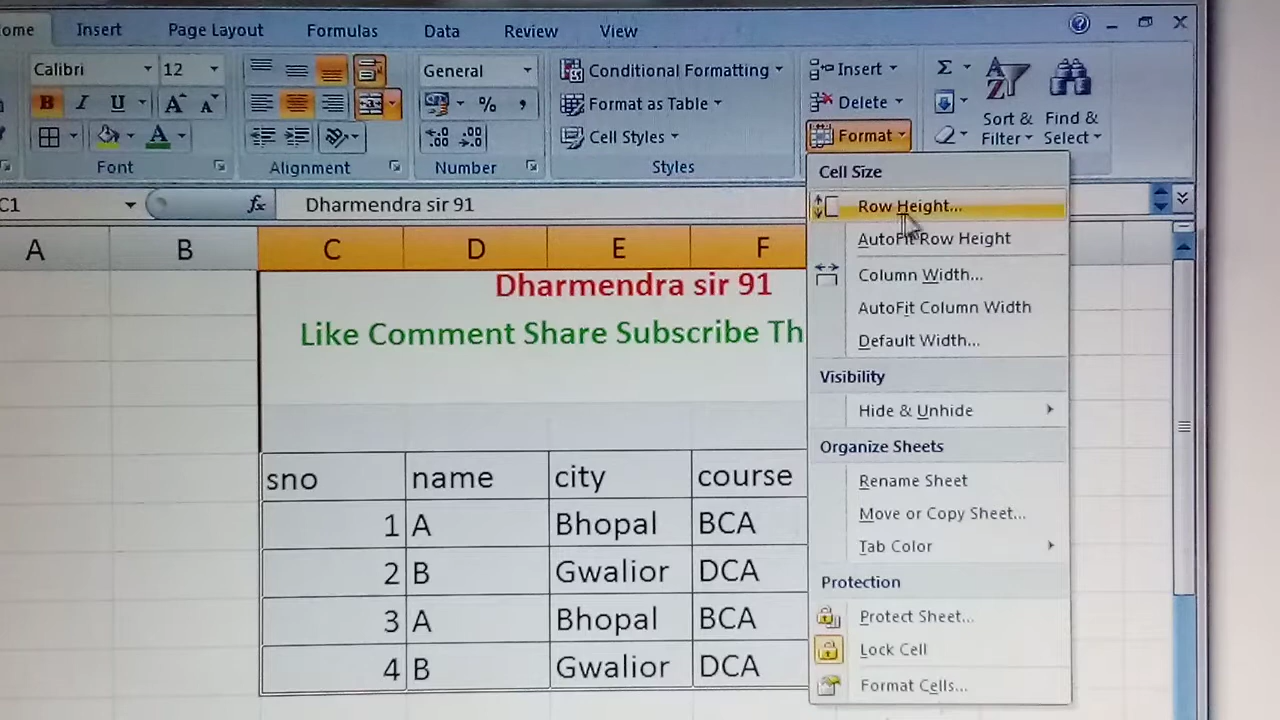 ome Insert Page Layout Formulas Data Review View
Calibri 12 General Conditional Formatting Insert Σ
B I U A A % , Format as Table Delete Sort & Find &
A Cell Styles Format Filter Select
Font Alignment Number Styles
Cell Size
C1 fx Dharmendra sir 91
Row Height...
A B C D E F
AutoFit Row Height
Dharmendra sir 91
Column Width...
AutoFit Column Width
Like Comment Share Subscribe Th
Default Width...
Visibility
Hide & Unhide
Organize Sheets
sno name city course
Rename Sheet
1 A Bhopal BCA
Move or Copy Sheet...
Tab Color
2 B Gwalior DCA
Protection
3 A Bhopal BCA
Protect Sheet...
Lock Cell
4 B Gwalior DCA
Format Cells...